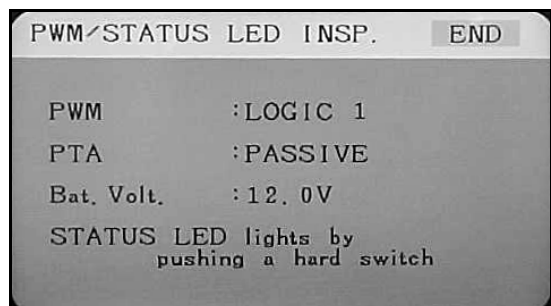 PWM/STATUS LED INSP. END
PWM :LOGIC 1
PTA :PASSIVE
Bat. Volt. :12.0V
STATUS LED lights by
pushing a hard switch